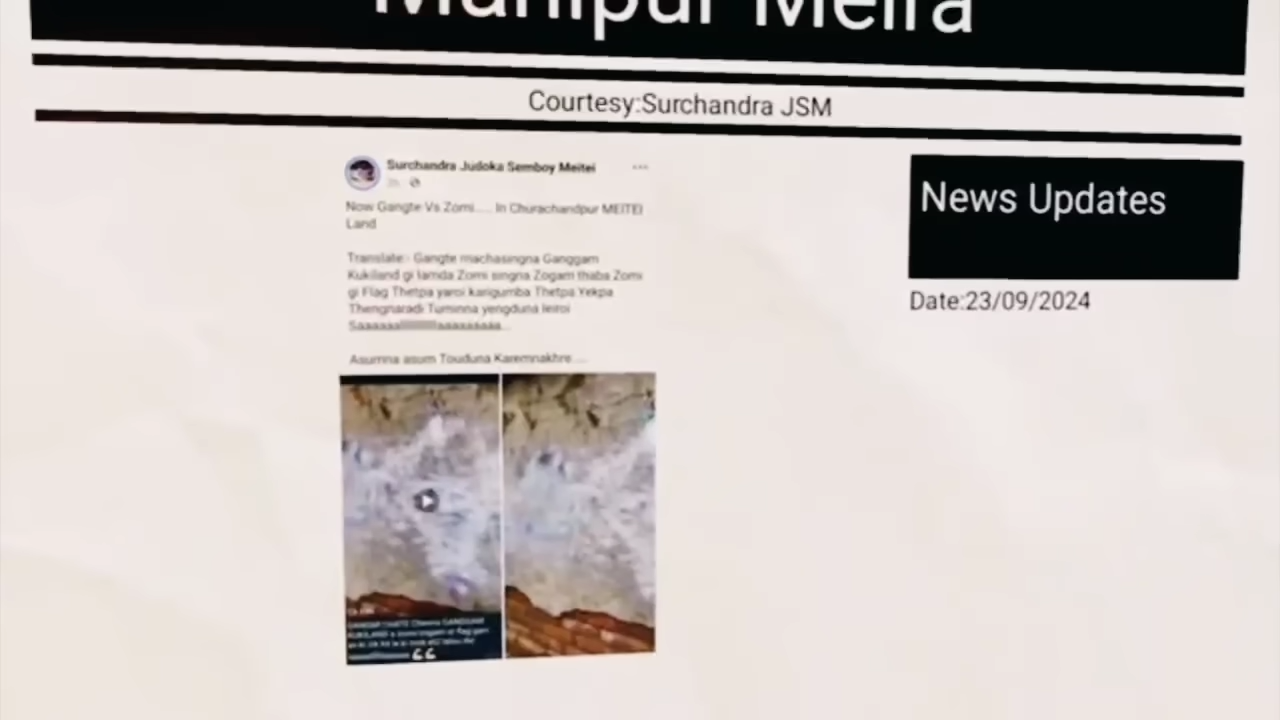 Manipur Meira
Courtesy:Surchandra JSM
Surchandra Judoka Semboy Meitei
Now Gangte Vs Zomi..... In Churachandpur MEITEI
Land
Translate:- Gangte machasingna Ganggam
Kukiland gi lamda Zomi singna Zogam thaba Zomi
gi Flag Thetpa yaroi karigumba Thetpa Yekpa
Thengnaradi Tuminna yengduna leiroi
Asumna asum Touduna Karemnakhre....
News Updates
Date:23/09/2024
KUKILAND